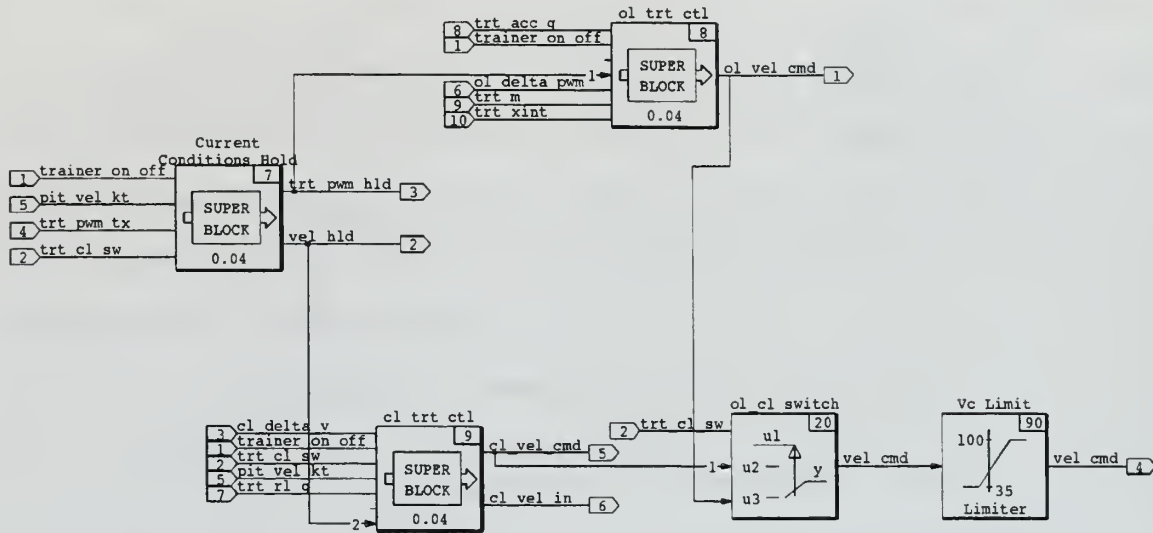 ol trt ctl
8 trt acc q
1 trainer on off
8
SUPER
BLOCK
ol vel cmd 1
1
6 ol delta pwm
9 trt m
10 trt xint
0.04
Current
Conditions Hold
1 trainer on off
7
trt pwm hld 3
5 pit vel kt
SUPER
BLOCK
4 trt pwm tx
vel hld 2
2 trt cl sw
0.04
cl trt ctl
3 cl delta v
9
1 trainer on off
2 trt cl sw
cl vel cmd 5
5 pit vel kt
SUPER
BLOCK
7 trt rl q
cl vel in 6
2
0.04
ol cl switch
20
2 trt cl sw
u1
1 u2
y
u3
vel cmd
Vc Limit
90
100
35
Limiter
vel cmd 4